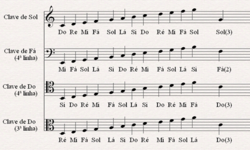 Clave de Sol
Do Ré Mi Fá Sol Lá Si Do Ré Mi Fá Sol Sol(3)
Clave de Fá
(4ª linha)
Mi Fá Sol Lá Si Do Ré Mi Fá Sol Lá Fá(2)
Clave de Do
(4ª linha)
Si Do Ré Mi Fá Sol Lá Si Do Ré Mi Do(3)
Clave de Do
(3ª linha)
Ré Mi Fá Sol Lá Si Do Ré Mi Fá Sol Lá Do(3)